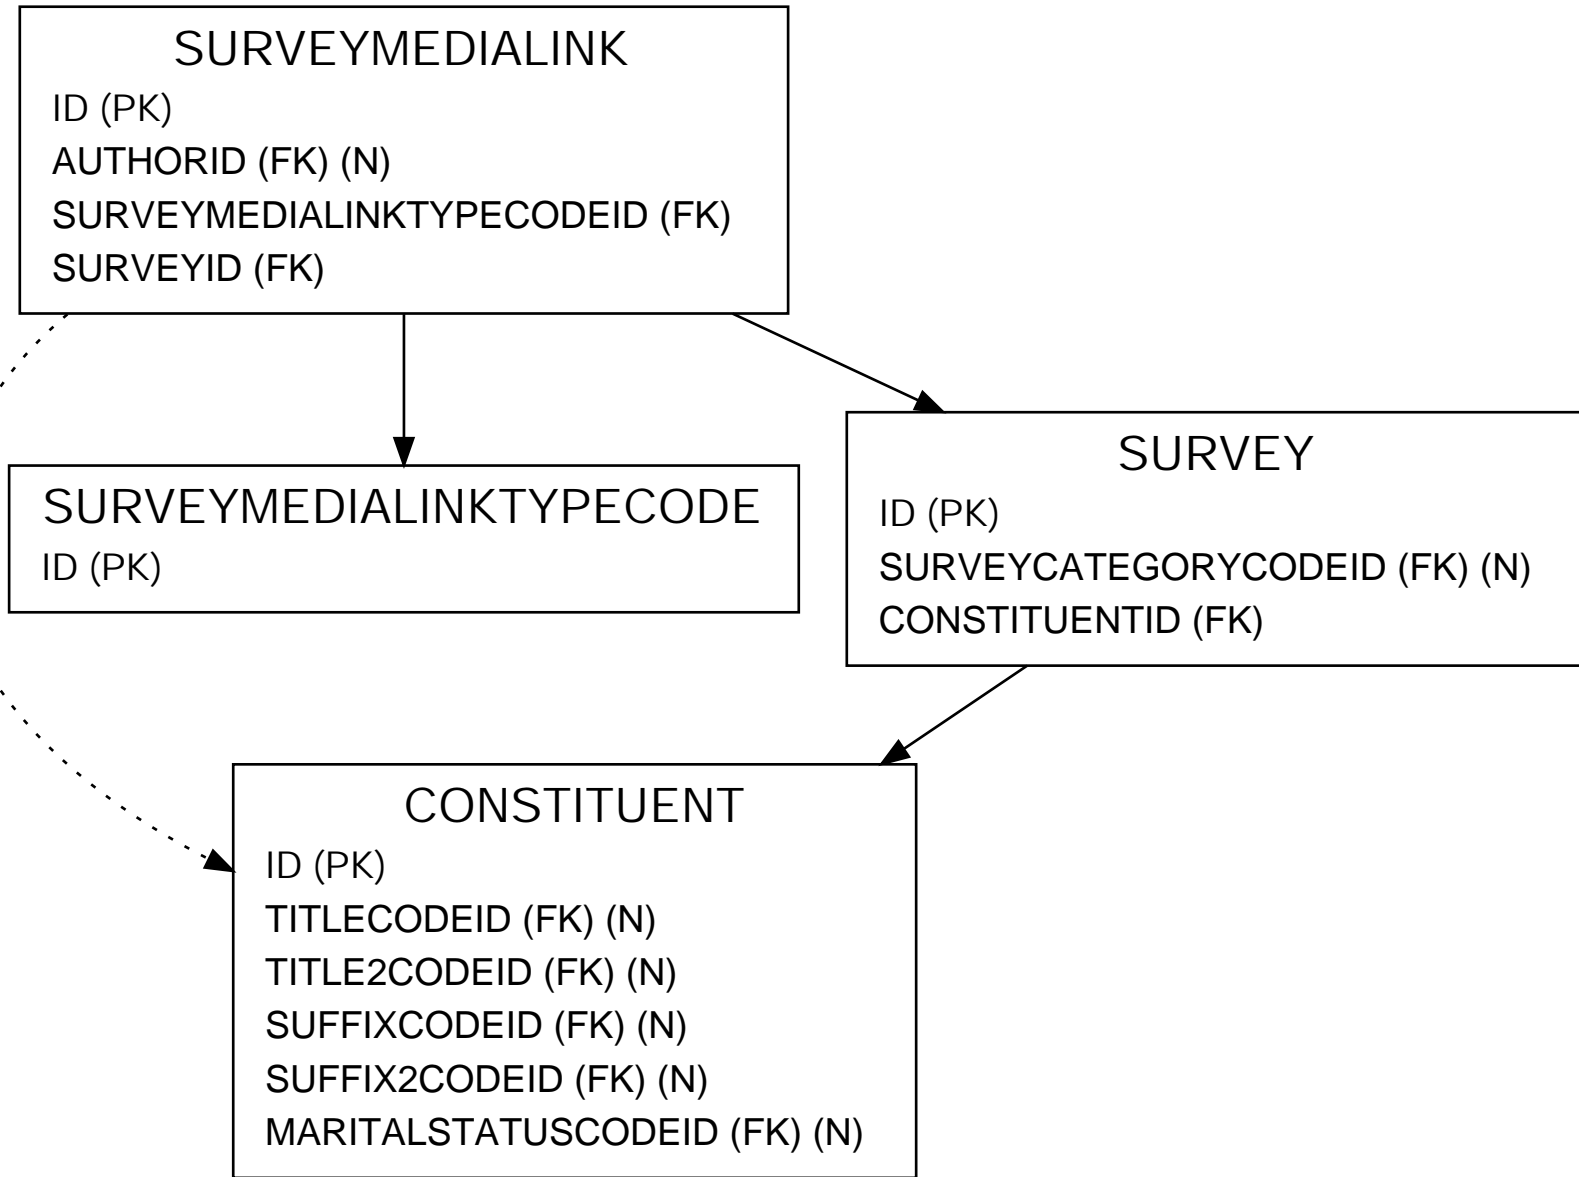 SURVEYMEDIALINK
ID (PK)
AUTHORID (FK) (N)
SURVEYMEDIALINKTYPECODEID (FK)
SURVEYID (FK)
SURVEYMEDIALINKTYPECODE
ID (PK)
SURVEY
ID (PK)
SURVEYCATEGORYCODEID (FK) (N)
CONSTITUENTID (FK)
CONSTITUENT
ID (PK)
TITLECODEID (FK) (N)
TITLE2CODEID (FK) (N)
SUFFIXCODEID (FK) (N)
SUFFIX2CODEID (FK) (N)
MARITALSTATUSCODEID (FK) (N)